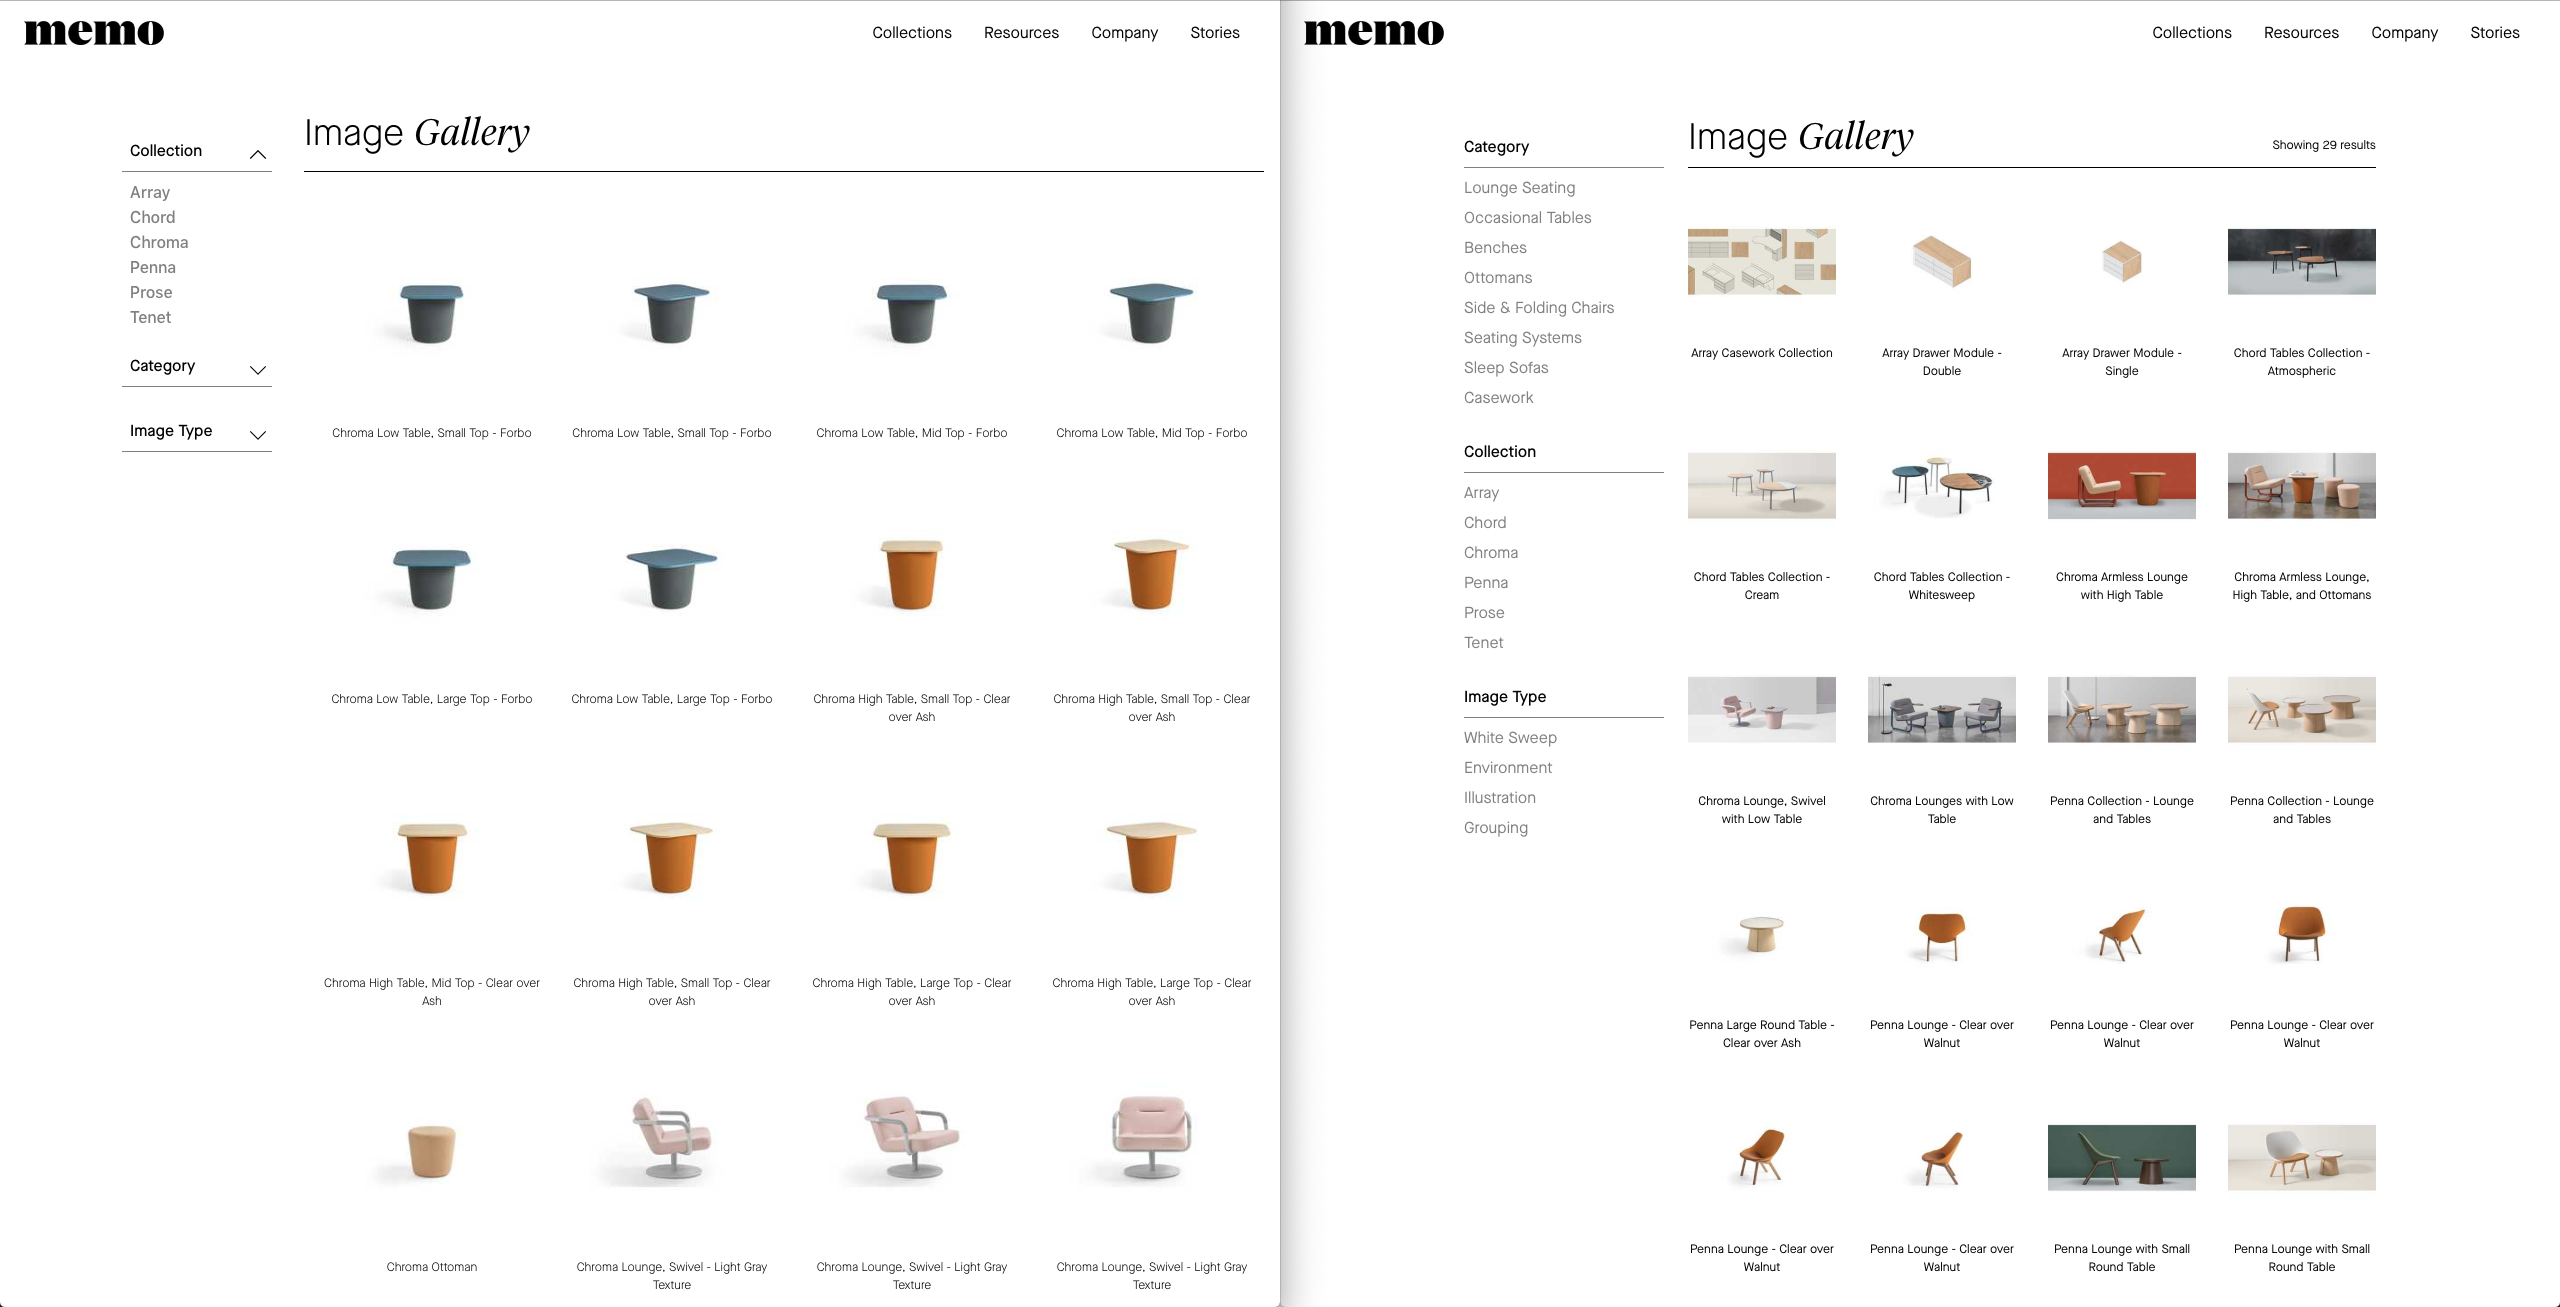 memo
Collections Resources Company Stories
Image Gallery
Collection
Array
Chord
Chroma
Penna
Prose
Tenet
Category
Image Type
Chroma Low Table, Small Top - Forbo
Chroma Low Table, Small Top - Forbo
Chroma Low Table, Mid Top - Forbo
Chroma Low Table, Mid Top - Forbo
Chroma Low Table, Large Top - Forbo
Chroma Low Table, Large Top - Forbo
Chroma High Table, Small Top - Clear
over Ash
Chroma High Table, Small Top - Clear
over Ash
Chroma High Table, Mid Top - Clear over
Ash
Chroma High Table, Small Top - Clear
over Ash
Chroma High Table, Large Top - Clear
over Ash
Chroma High Table, Large Top - Clear
over Ash
Chroma Ottoman
Chroma Lounge, Swivel - Light Gray
Texture
Chroma Lounge, Swivel - Light Gray
Texture
Chroma Lounge, Swivel - Light Gray
Texture
memo
Collections Resources Company Stories
Image Gallery
Showing 29 results
Category
Lounge Seating
Occasional Tables
Benches
Ottomans
Side & Folding Chairs
Seating Systems
Sleep Sofas
Casework
Collection
Array
Chord
Chroma
Penna
Prose
Tenet
Image Type
White Sweep
Environment
Illustration
Grouping
Array Casework Collection
Array Drawer Module -
Double
Array Drawer Module -
Single
Chord Tables Collection -
Atmospheric
Chord Tables Collection -
Cream
Chord Tables Collection -
Whitesweep
Chroma Armless Lounge
with High Table
Chroma Armless Lounge,
High Table, and Ottomans
Chroma Lounge, Swivel
with Low Table
Chroma Lounges with Low
Table
Penna Collection - Lounge
and Tables
Penna Collection - Lounge
and Tables
Penna Large Round Table -
Clear over Ash
Penna Lounge - Clear over
Walnut
Penna Lounge - Clear over
Walnut
Penna Lounge - Clear over
Walnut
Penna Lounge - Clear over
Walnut
Penna Lounge - Clear over
Walnut
Penna Lounge with Small
Round Table
Penna Lounge with Small
Round Table